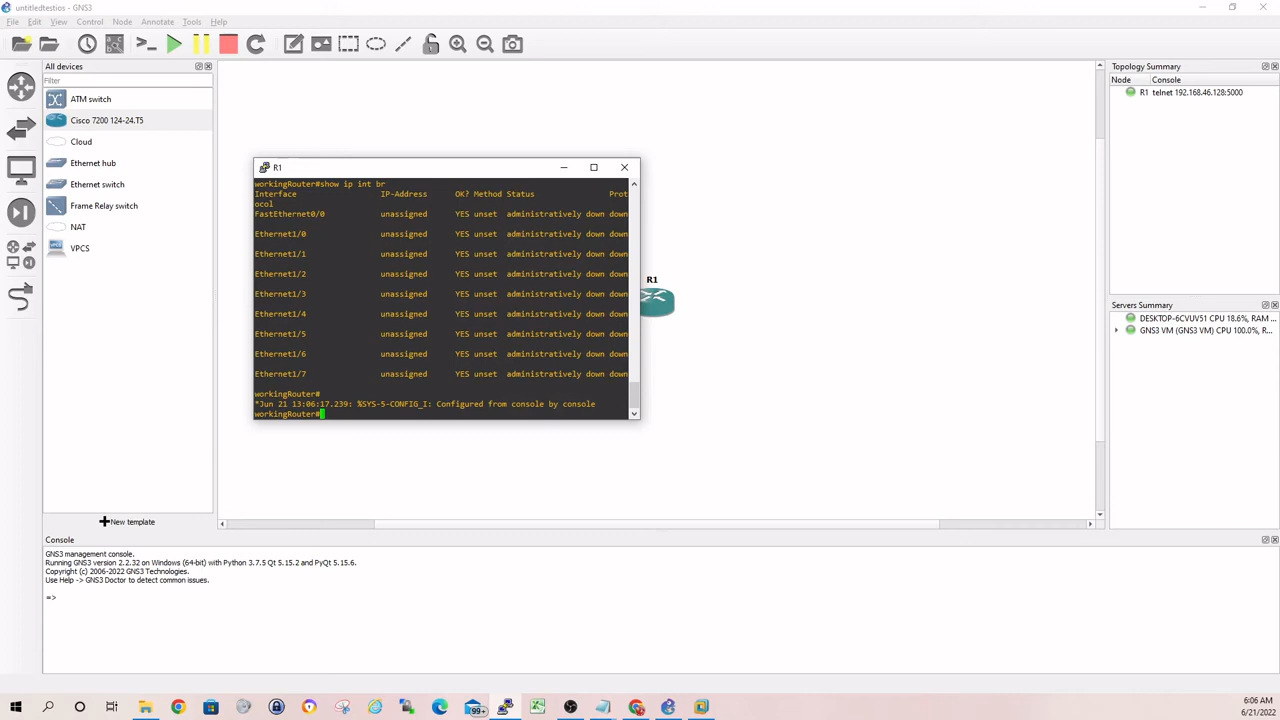 untitledtestios - GNS3
File Edit View Control Node Annotate Tools Help
All devices
Filter
ATM switch
Cisco 7200 124-24.T5
Cloud
Ethernet hub
Ethernet switch
Frame Relay switch
NAT
VPCS
New template
R1
workingRouter#show ip int br
Interface IP-Address OK? Method Status Prot
ocol
FastEthernet0/0 unassigned YES unset administratively down down
Ethernet1/0 unassigned YES unset administratively down down
Ethernet1/1 unassigned YES unset administratively down down
Ethernet1/2 unassigned YES unset administratively down down
Ethernet1/3 unassigned YES unset administratively down down
Ethernet1/4 unassigned YES unset administratively down down
Ethernet1/5 unassigned YES unset administratively down down
Ethernet1/6 unassigned YES unset administratively down down
Ethernet1/7 unassigned YES unset administratively down down
workingRouter#
*Jun 21 13:06:17.239: %SYS-5-CONFIG_I: Configured from console by console
workingRouter#
R1
Topology Summary
Node Console
R1 telnet 192.168.46.128:5000
Servers Summary
DESKTOP-6CVUV51 CPU 18.6%, RAM ...
GNS3 VM (GNS3 VM) CPU 100.0%, R...
Console
GNS3 management console.
Running GNS3 version 2.2.32 on Windows (64-bit) with Python 3.7.5 Qt 5.15.2 and PyQt 5.15.6.
Copyright (c) 2006-2022 GNS3 Technologies.
Use Help -> GNS3 Doctor to detect common issues.
=>
99+
6:06 AM
6/21/2022